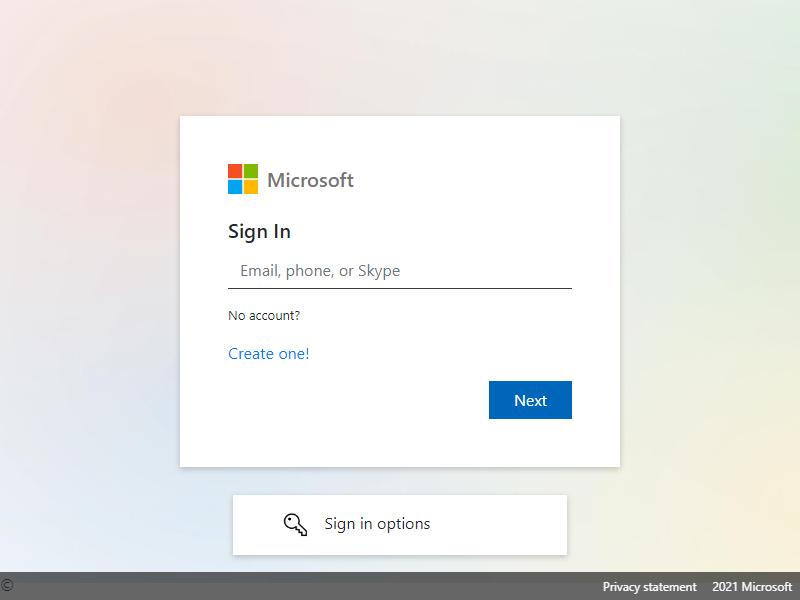 Microsoft
Sign In
Email, phone, or Skype
No account?
Create one!
Next
Sign in options
© Privacy statement 2021 Microsoft